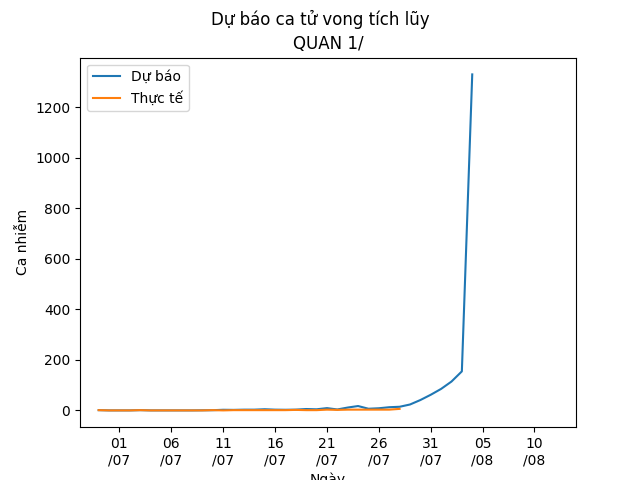 Dự báo ca tử vong tích lũy
QUAN 1/
Dự báo
Thực tế
Ca nhiễm
1200
1000
800
600
400
200
0
01 06 11 16 21 26 31 05 10
/07 /07 /07 /07 /07 /07 /07 /08 /08
Ngày